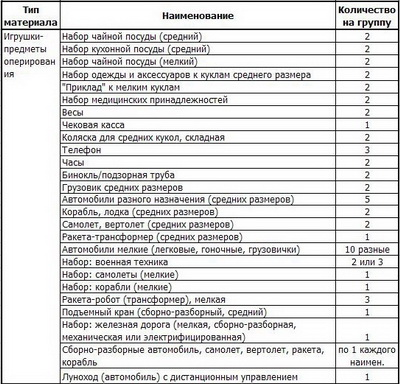 Тип материала Наименование Количество на группу
Игрушки-предметы оперирования
Набор чайной посуды (средний) 2
Набор кухонной посуды (средний) 2
Набор чайной посуды (мелкий) 2
Набор одежды и аксессуаров к куклам среднего размера 2
"Приклад" к мелким куклам 2
Набор медицинских принадлежностей 2
Весы 2
Чековая касса 1
Коляска для средних кукол, складная 2
Телефон 3
Часы 2
Бинокль/подзорная труба 2
Грузовик средних размеров 2
Автомобили разного назначения (средних размеров) 5
Корабль, лодка (средних размеров) 2
Самолет, вертолет (средних размеров) 2
Ракета-трансформер (средних размеров) 1
Автомобили мелкие (легковые, гоночные, грузовички) 10 разные
Набор: военная техника 2 или 3
Набор: самолеты (мелкие) 1
Набор: корабли (мелкие) 1
Ракета-робот (трансформер), мелкая 3
Подъемный кран (сборно-разборный, средний) 1
Набор: железная дорога (мелкая, сборно-разборная,
механическая или электрифицированная) 1
Сборно-разборные автомобиль, самолет, вертолет, ракета, по 1 каждого
корабль наимен.
Луноход (автомобиль) с дистанционным управлением 1